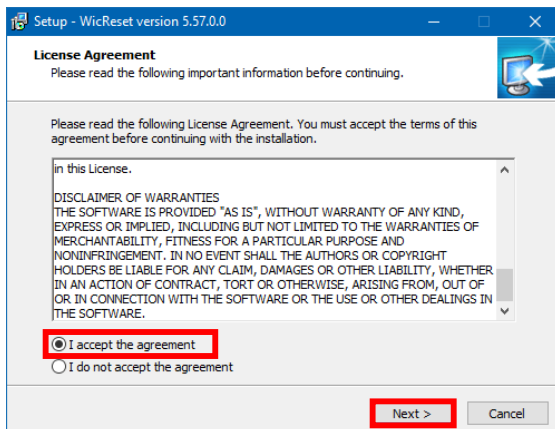 Setup - WicReset version 5.57.0.0
License Agreement
Please read the following important information before continuing.
Please read the following License Agreement. You must accept the terms of this
agreement before continuing with the installation.
in this License.
DISCLAIMER OF WARRANTIES
THE SOFTWARE IS PROVIDED "AS IS", WITHOUT WARRANTY OF ANY KIND,
EXPRESS OR IMPLIED, INCLUDING BUT NOT LIMITED TO THE WARRANTIES OF
MERCHANTABILITY, FITNESS FOR A PARTICULAR PURPOSE AND
NONINFRINGEMENT. IN NO EVENT SHALL THE AUTHORS OR COPYRIGHT
HOLDERS BE LIABLE FOR ANY CLAIM, DAMAGES OR OTHER LIABILITY, WHETHER
IN AN ACTION OF CONTRACT, TORT OR OTHERWISE, ARISING FROM, OUT OF
OR IN CONNECTION WITH THE SOFTWARE OR THE USE OR OTHER DEALINGS IN
THE SOFTWARE.
I accept the agreement
I do not accept the agreement
Next >
Cancel